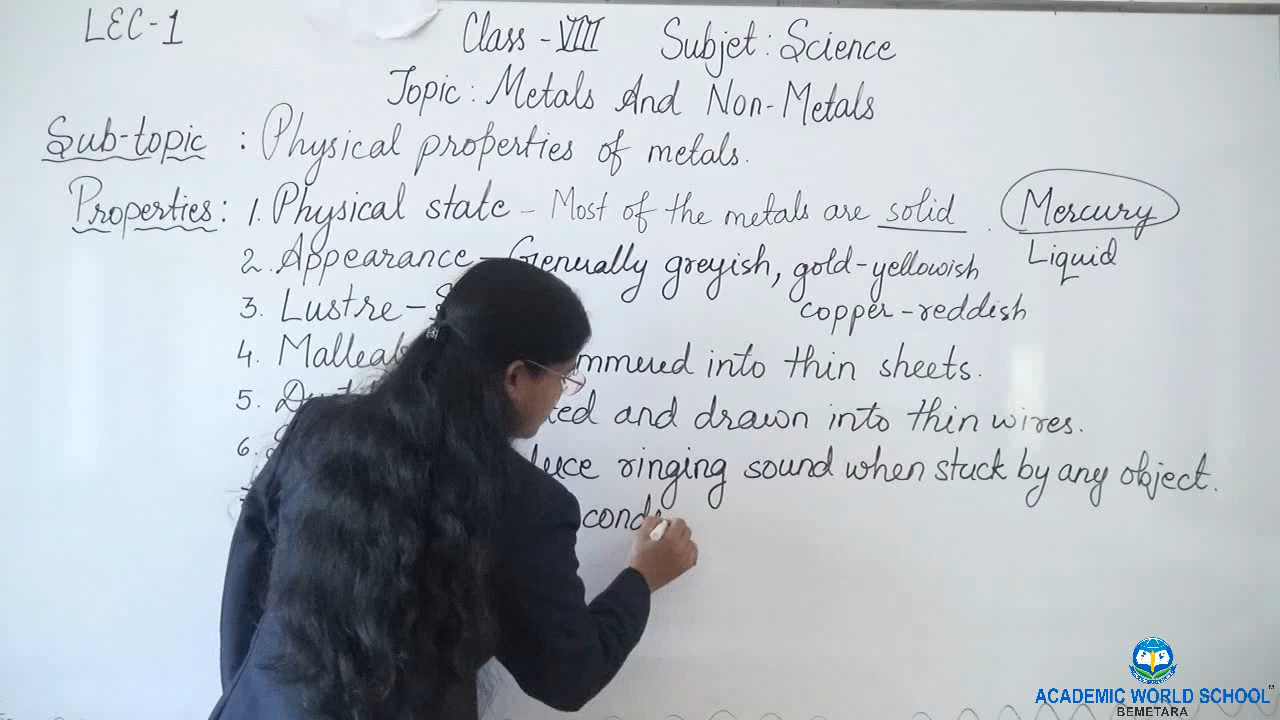 LEC-1
Class - VIII Subjet : Science
Topic : Metals And Non-Metals
Sub-topic : Physical properties of metals.
Properties : 1. Physical state - Most of the metals are solid . Mercury
Liquid
2. Appearance - Generally greyish, gold-yellowish
copper-reddish
3. Lustre -
4. into thin sheets.
5. and drawn into thin wires.
6. ringing sound when stuck by any object.
ACADEMIC WORLD SCHOOL
BEMETARA